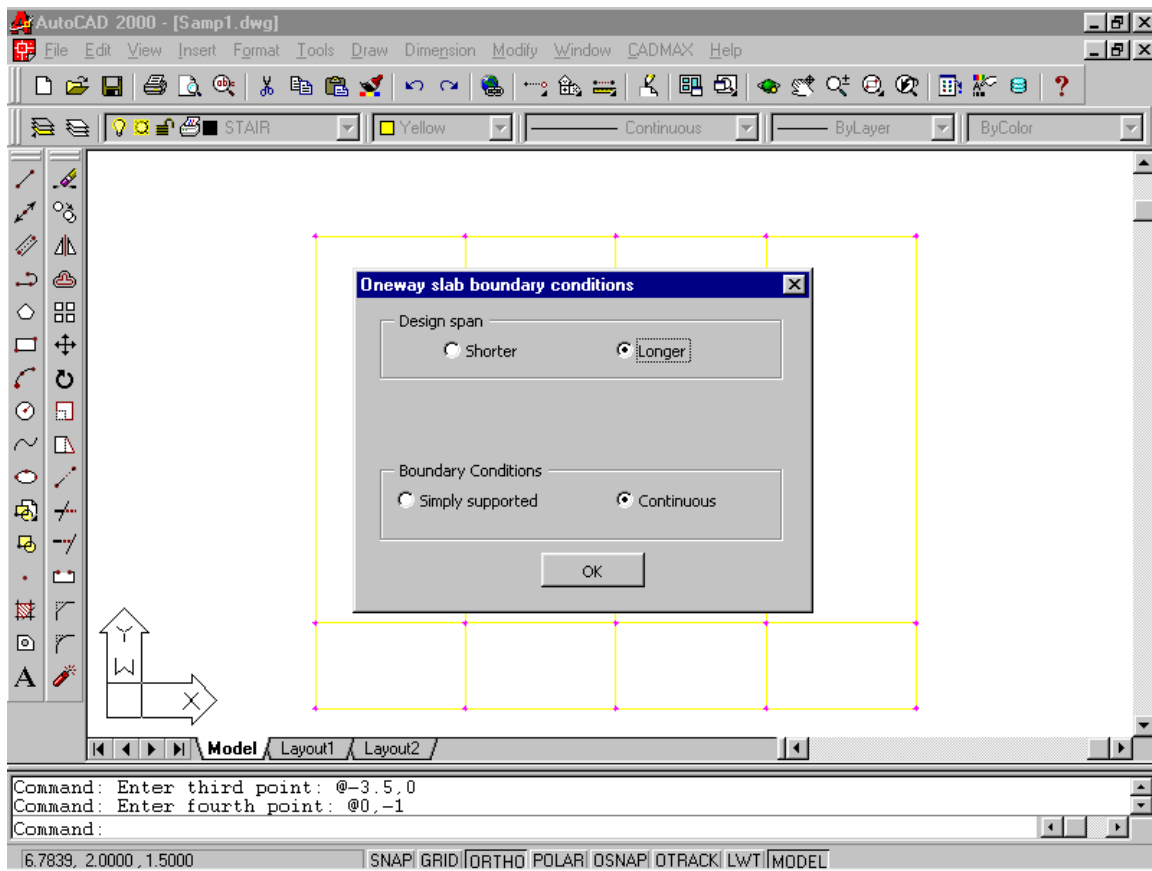 AutoCAD 2000 - [Samp1.dwg]
File Edit View Insert Format Tools Draw Dimension Modify Window CADMAX Help
STAIR Yellow Continuous ByLayer ByColor
Oneway slab boundary conditions
Design span
Shorter Longer
Boundary Conditions
Simply supported Continuous
OK
Y
W
X
A
Model Layout1 Layout2
Command: Enter third point: @-3.5,0
Command: Enter fourth point: @0,-1
Command:
6.7839, 2.0000 , 1.5000 SNAP GRID ORTHO POLAR OSNAP OTRACK LWT MODEL